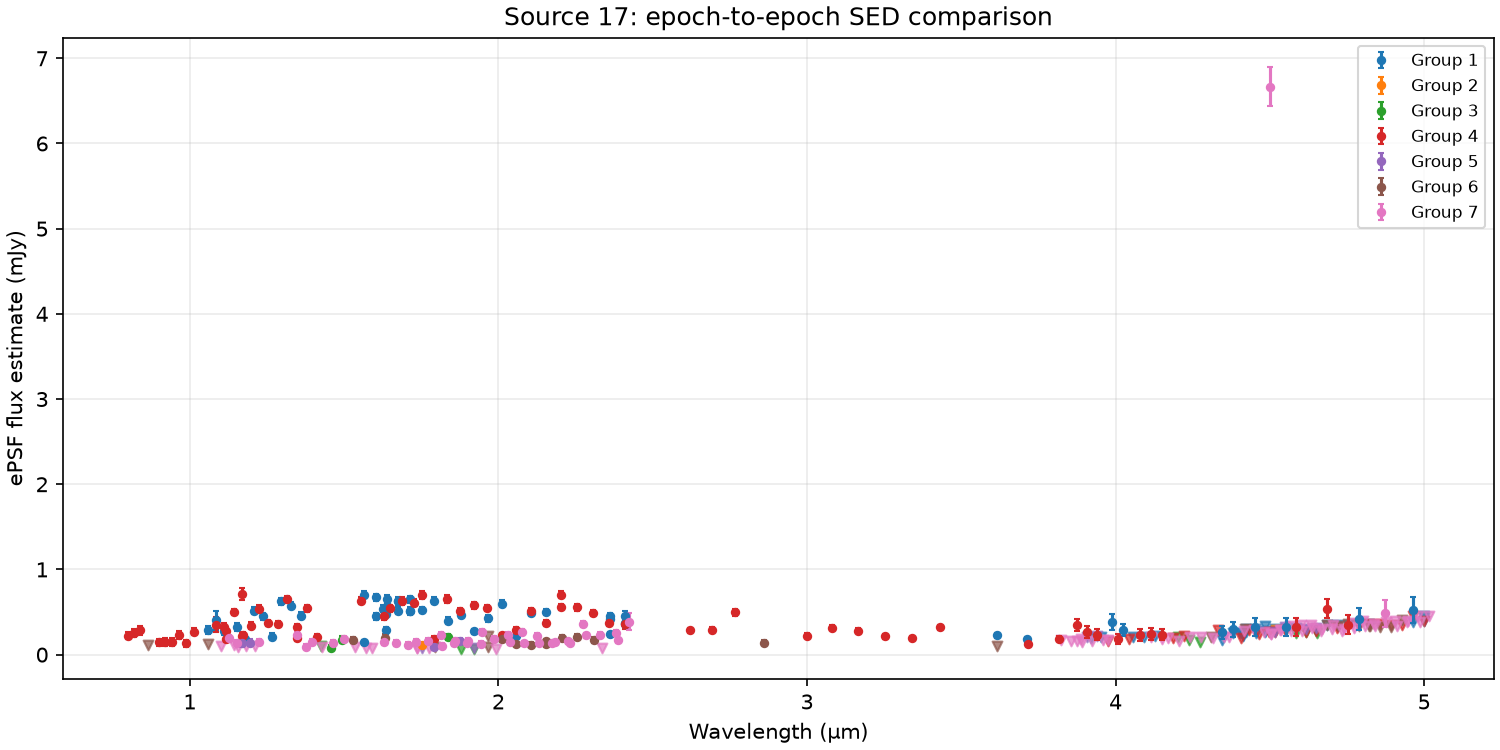 Source 17: epoch-to-epoch SED comparison
ePSF flux estimate (mJy)
7
6
5
4
3
2
1
0
Group 1
Group 2
Group 3
Group 4
Group 5
Group 6
Group 7
1 2 3 4 5
Wavelength (μm)